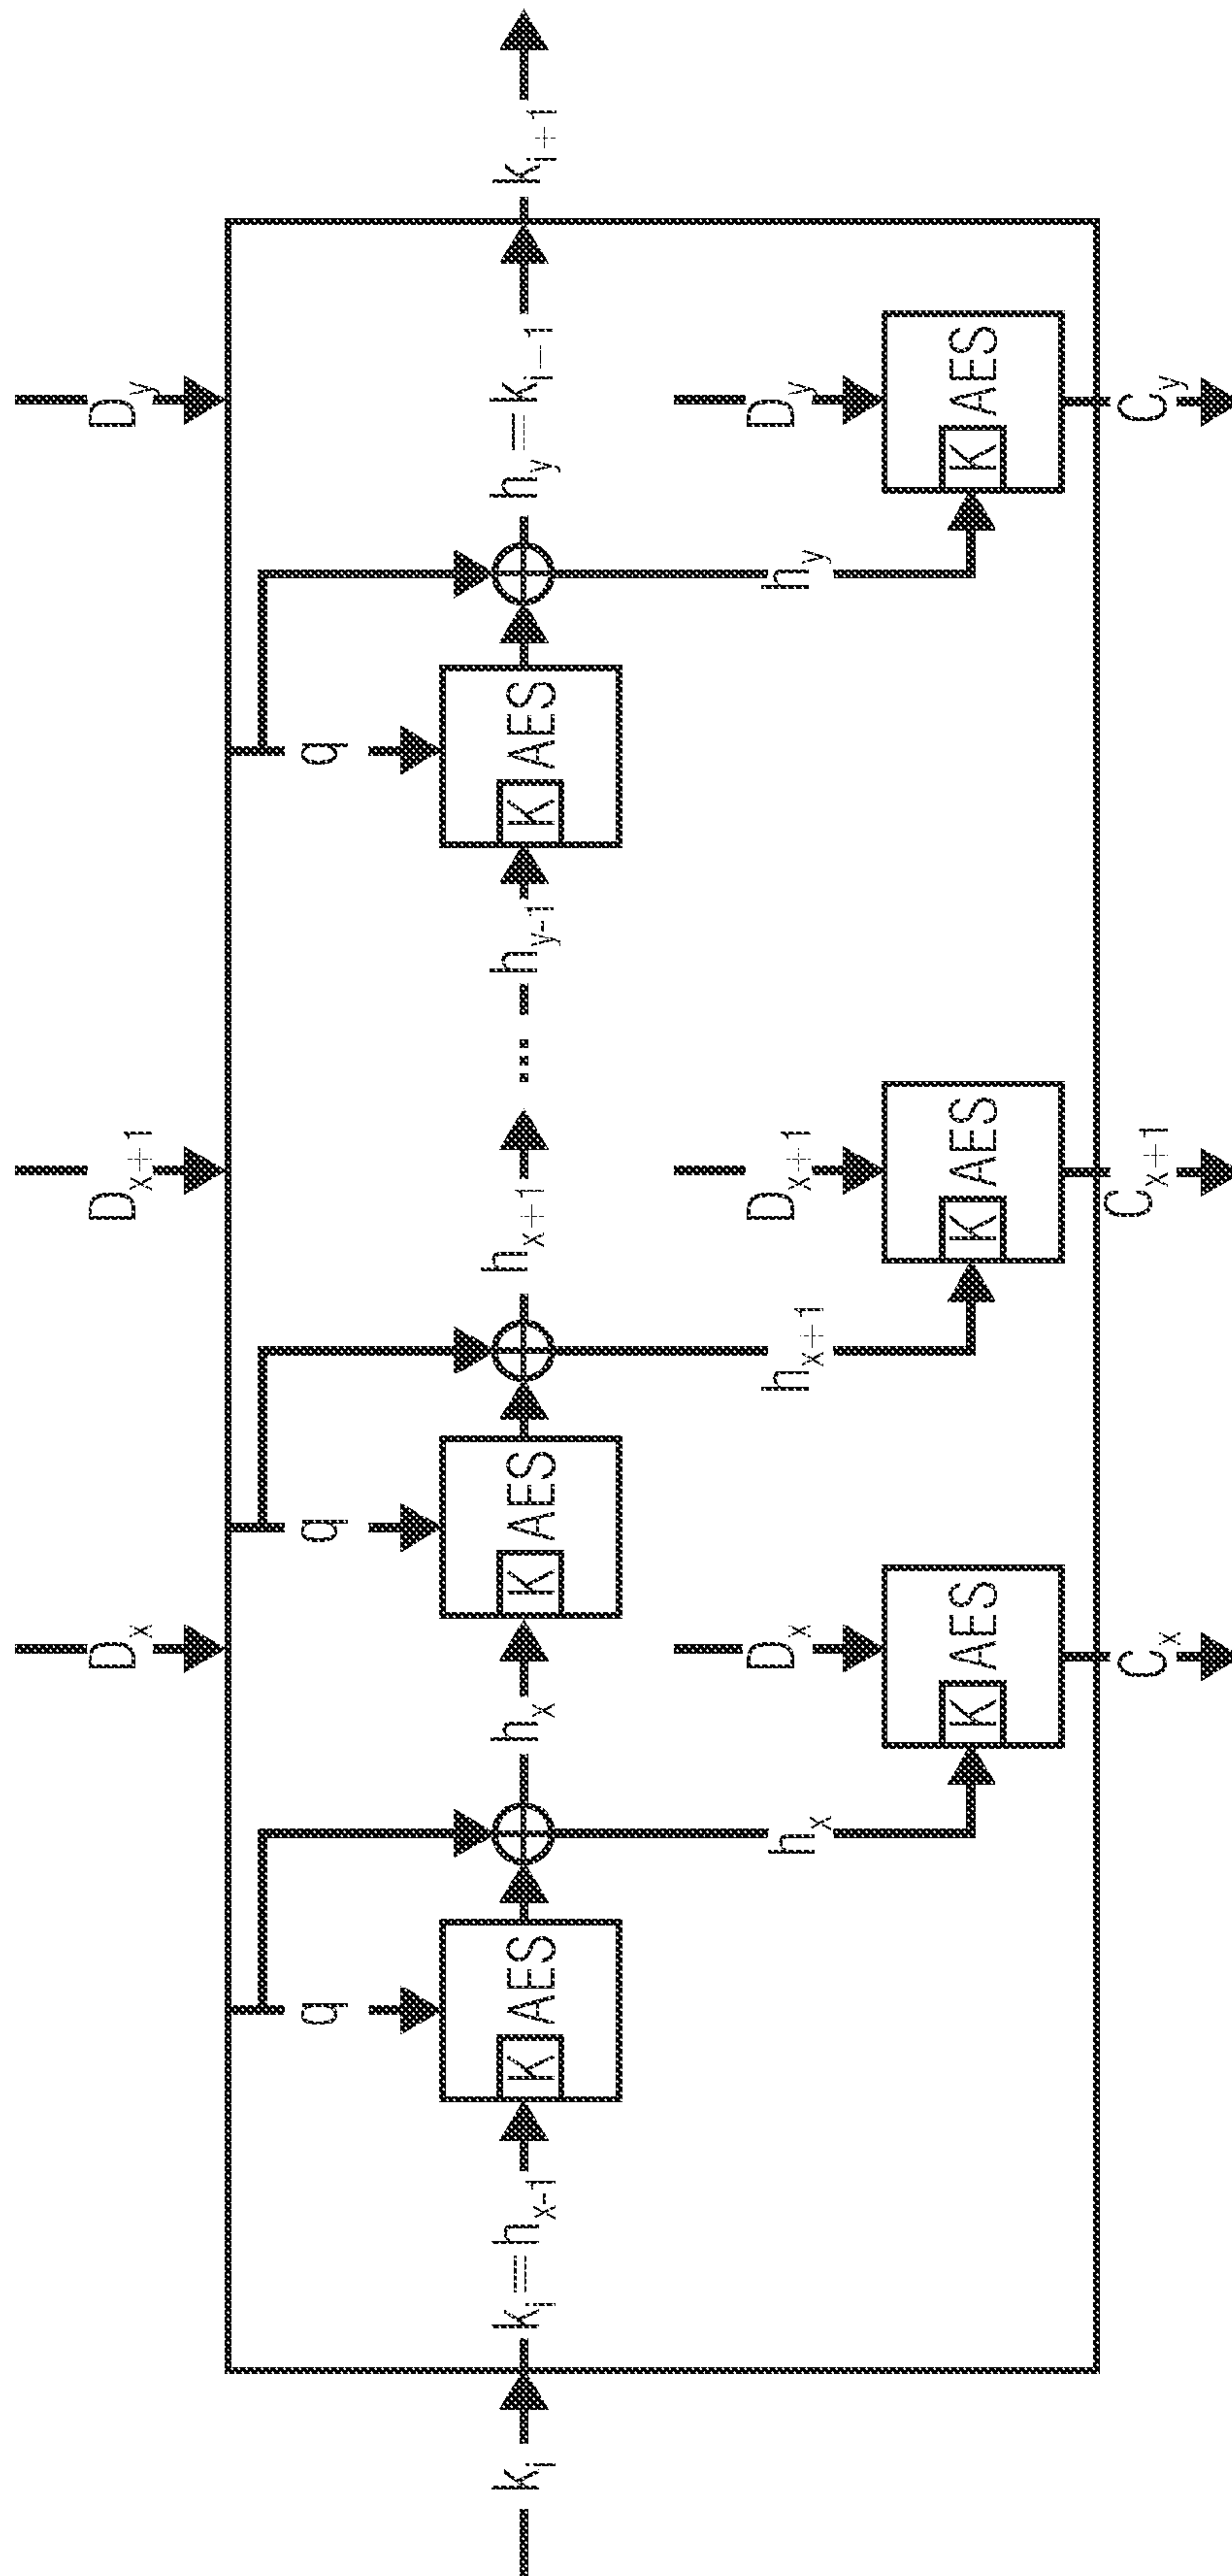 D_x D_{x+1} D_y
q q q
k_i k_i=h_{x-1} K AES h_x K AES h_{x+1} ... h_{y-1} K AES h_y=k_{i-1} k_{i+1}
h_x D_x h_{x+1} D_{x+1} h_y D_y
K AES K AES K AES
C_x C_{x+1} C_y